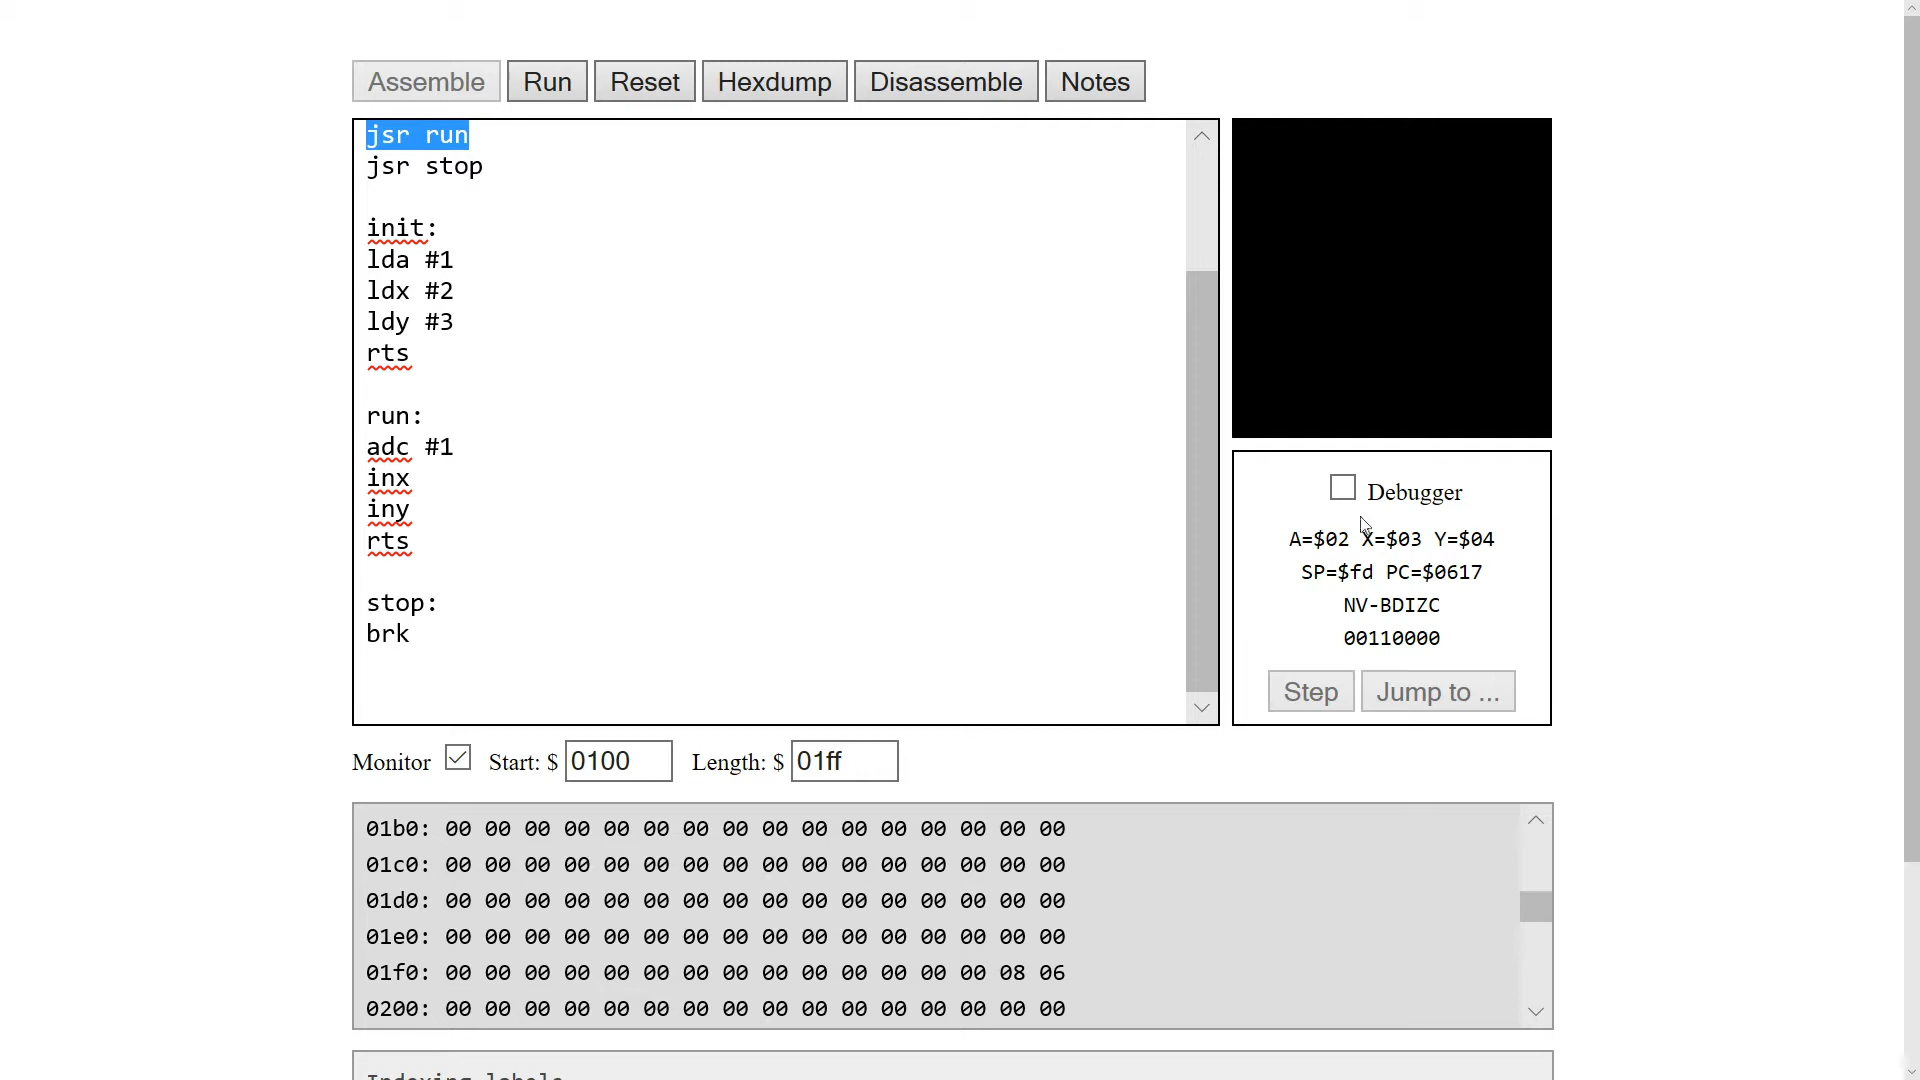 Assemble Run Reset Hexdump Disassemble Notes
jsr run
jsr stop
init:
lda #1
ldx #2
ldy #3
rts
run:
adc #1
inx
iny
rts
stop:
brk
Debugger
A=$02 X=$03 Y=$04
SP=$fd PC=$0617
NV-BDIZC
00110000
Step Jump to ...
Monitor Start: $ 0100 Length: $ 01ff
01b0: 00 00 00 00 00 00 00 00 00 00 00 00 00 00 00 00
01c0: 00 00 00 00 00 00 00 00 00 00 00 00 00 00 00 00
01d0: 00 00 00 00 00 00 00 00 00 00 00 00 00 00 00 00
01e0: 00 00 00 00 00 00 00 00 00 00 00 00 00 00 00 00
01f0: 00 00 00 00 00 00 00 00 00 00 00 00 00 00 08 06
0200: 00 00 00 00 00 00 00 00 00 00 00 00 00 00 00 00
Indexing labels